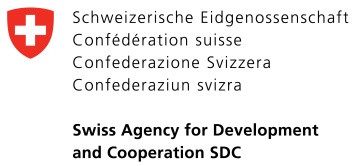 Schweizerische Eidgenossenschaft
Confédération suisse
Confederazione Svizzera
Confederaziun svizra
Swiss Agency for Development
and Cooperation SDC